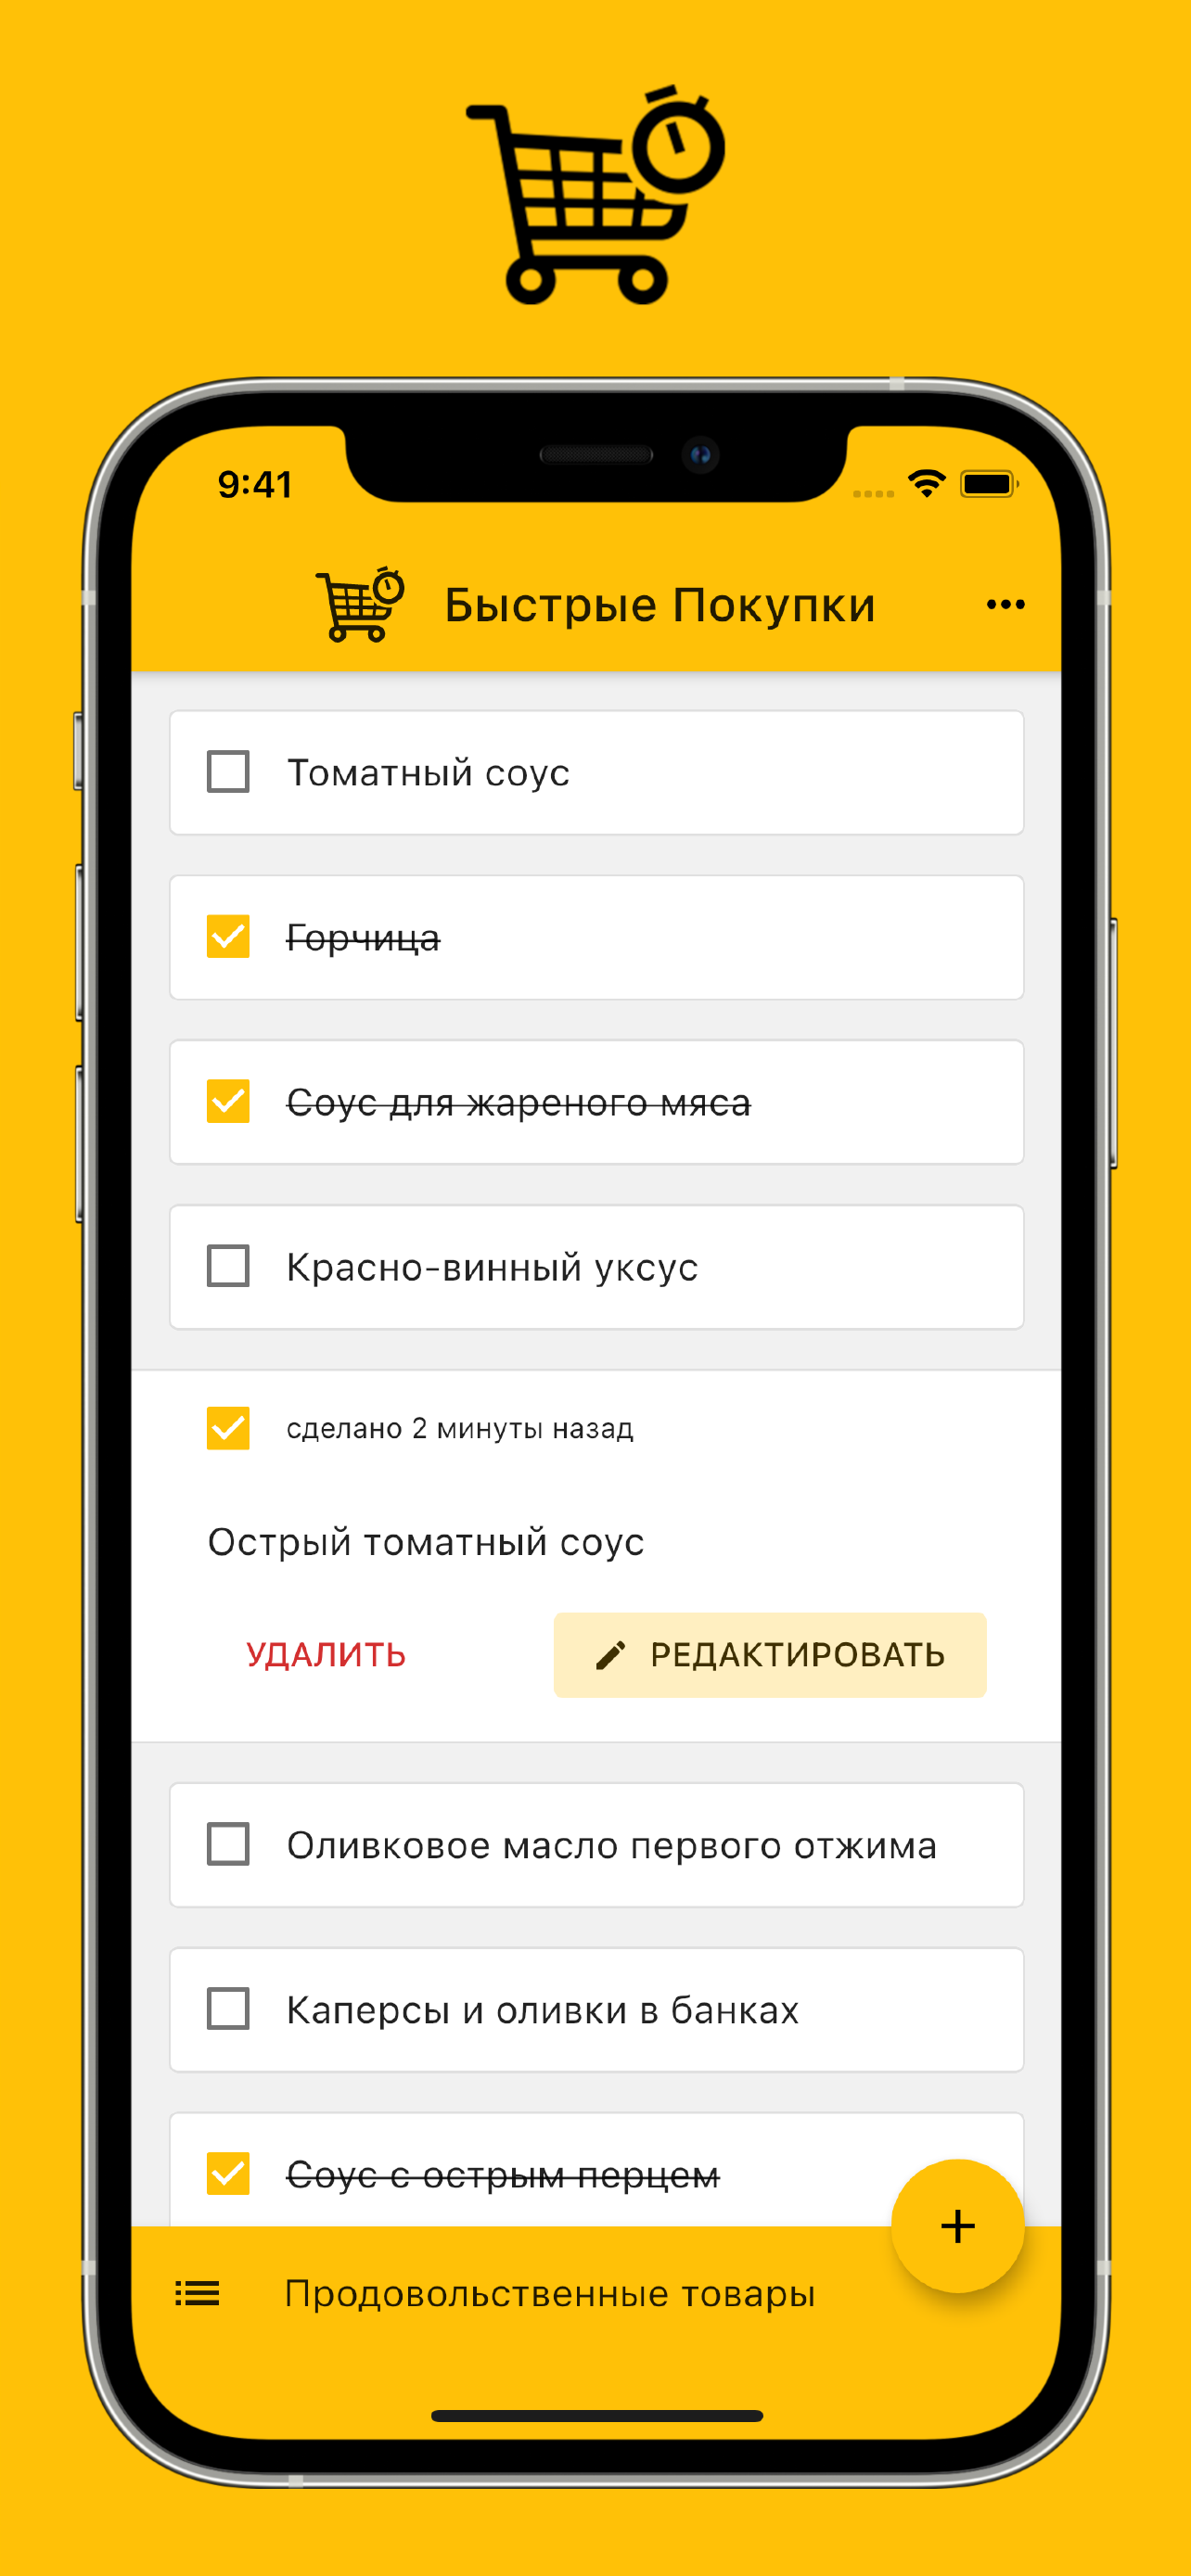 9:41
Быстрые Покупки
Томатный соус
Горчица
Соус для жареного мяса
Красно-винный уксус
сделано 2 минуты назад
Острый томатный соус
УДАЛИТЬ
РЕДАКТИРОВАТЬ
Оливковое масло первого отжима
Каперсы и оливки в банках
Соус с острым перцем
Продовольственные товары